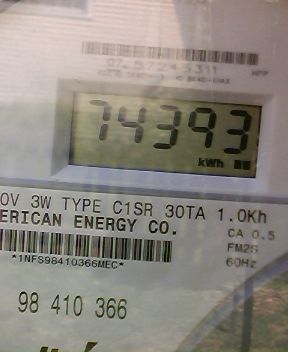 74393
kWh
0V 3W TYPE C1SR 30TA 1.0Kh
ERICAN ENERGY CO.
CA 0.5
FM2S
60Hz
*1NFS98410366MEC*
98 410 366